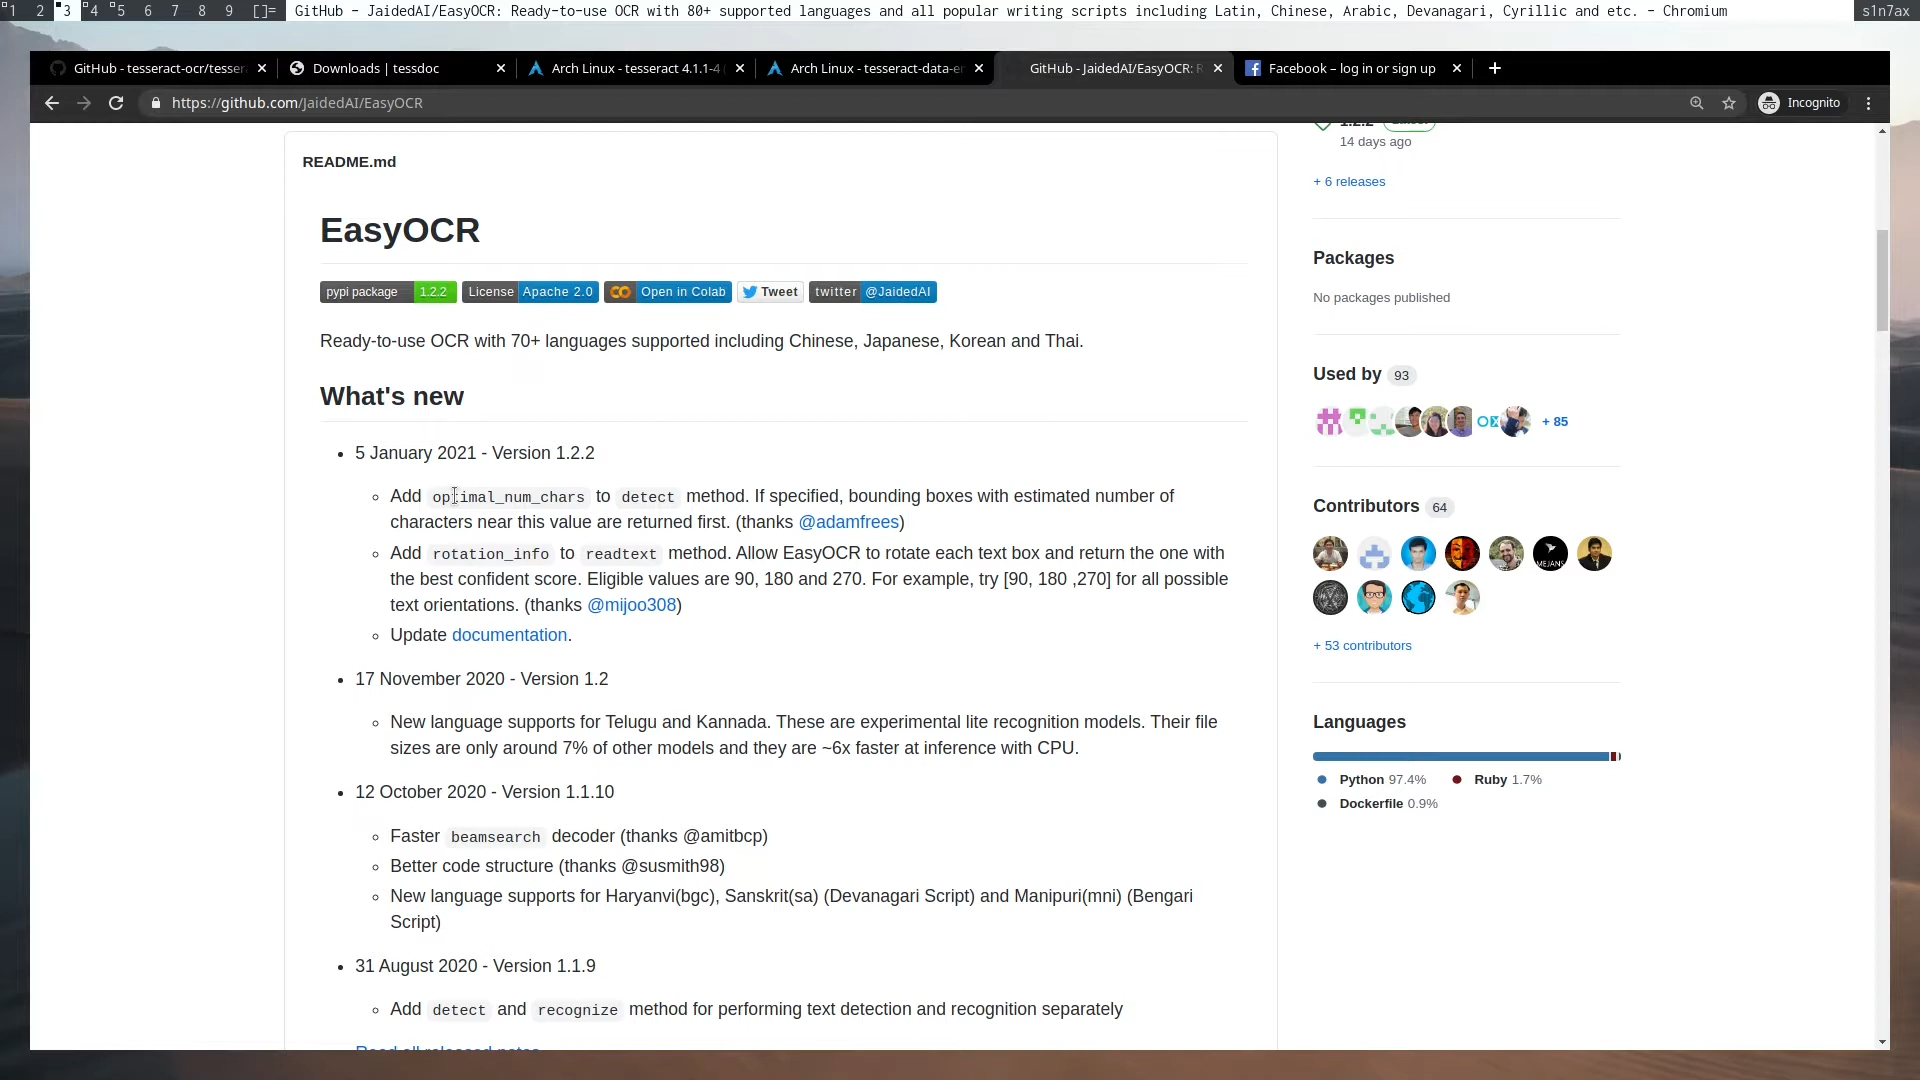 1 2 3 4 5 6 7 8 9 []= GitHub - JaidedAI/EasyOCR: Ready-to-use OCR with 80+ supported languages and all popular writing scripts including Latin, Chinese, Arabic, Devanagari, Cyrillic and etc. - Chromium s1n7ax
GitHub - tesseract-ocr/tesser Downloads | tessdoc Arch Linux - tesseract 4.1.1-4 Arch Linux - tesseract-data-en GitHub - JaidedAI/EasyOCR: R Facebook – log in or sign up
https://github.com/JaidedAI/EasyOCR Incognito
1.2.2 Latest
14 days ago
+ 6 releases
README.md
EasyOCR
pypi package 1.2.2 License Apache 2.0 Open in Colab Tweet twitter @JaidedAI
Ready-to-use OCR with 70+ languages supported including Chinese, Japanese, Korean and Thai.
What's new
5 January 2021 - Version 1.2.2
Add optimal_num_chars to detect method. If specified, bounding boxes with estimated number of
characters near this value are returned first. (thanks @adamfrees)
Add rotation_info to readtext method. Allow EasyOCR to rotate each text box and return the one with
the best confident score. Eligible values are 90, 180 and 270. For example, try [90, 180 ,270] for all possible
text orientations. (thanks @mijoo308)
Update documentation.
17 November 2020 - Version 1.2
New language supports for Telugu and Kannada. These are experimental lite recognition models. Their file
sizes are only around 7% of other models and they are ~6x faster at inference with CPU.
12 October 2020 - Version 1.1.10
Faster beamsearch decoder (thanks @amitbcp)
Better code structure (thanks @susmith98)
New language supports for Haryanvi(bgc), Sanskrit(sa) (Devanagari Script) and Manipuri(mni) (Bengari
Script)
31 August 2020 - Version 1.1.9
Add detect and recognize method for performing text detection and recognition separately
Read all released notes
Packages
No packages published
Used by 93
+ 85
Contributors 64
MEJANS
+ 53 contributors
Languages
Python 97.4% Ruby 1.7%
Dockerfile 0.9%